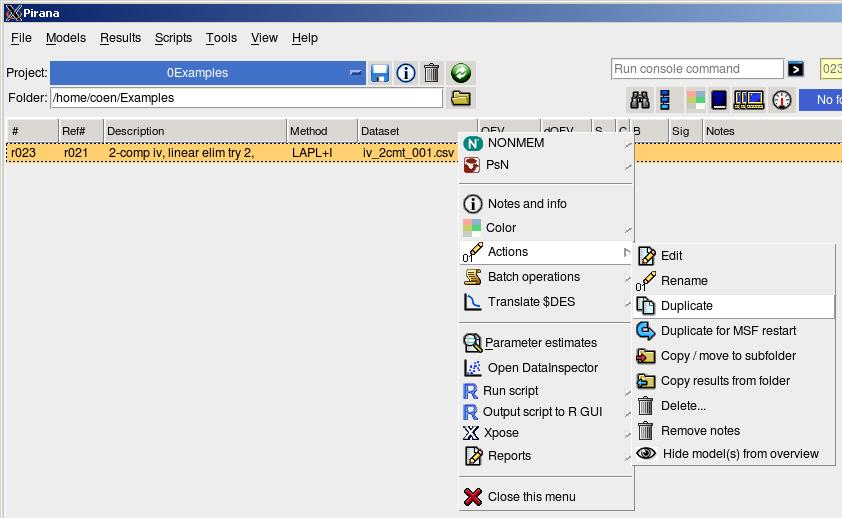 Pirana
File Models Results Scripts Tools View Help
Project: 0Examples Run console command 023
Folder: /home/coen/Examples No fo
# Ref# Description Method Dataset OFV dOFV S C B Sig Notes
r023 r021 2-comp iv, linear elim try 2, LAPL+I iv_2cmt_001.csv
NONMEM
PsN
Notes and info
Color
Actions
Batch operations
Translate $DES
Parameter estimates
Open DataInspector
Run script
Output script to R GUI
Xpose
Reports
Close this menu
Edit
Rename
Duplicate
Duplicate for MSF restart
Copy / move to subfolder
Copy results from folder
Delete...
Remove notes
Hide model(s) from overview